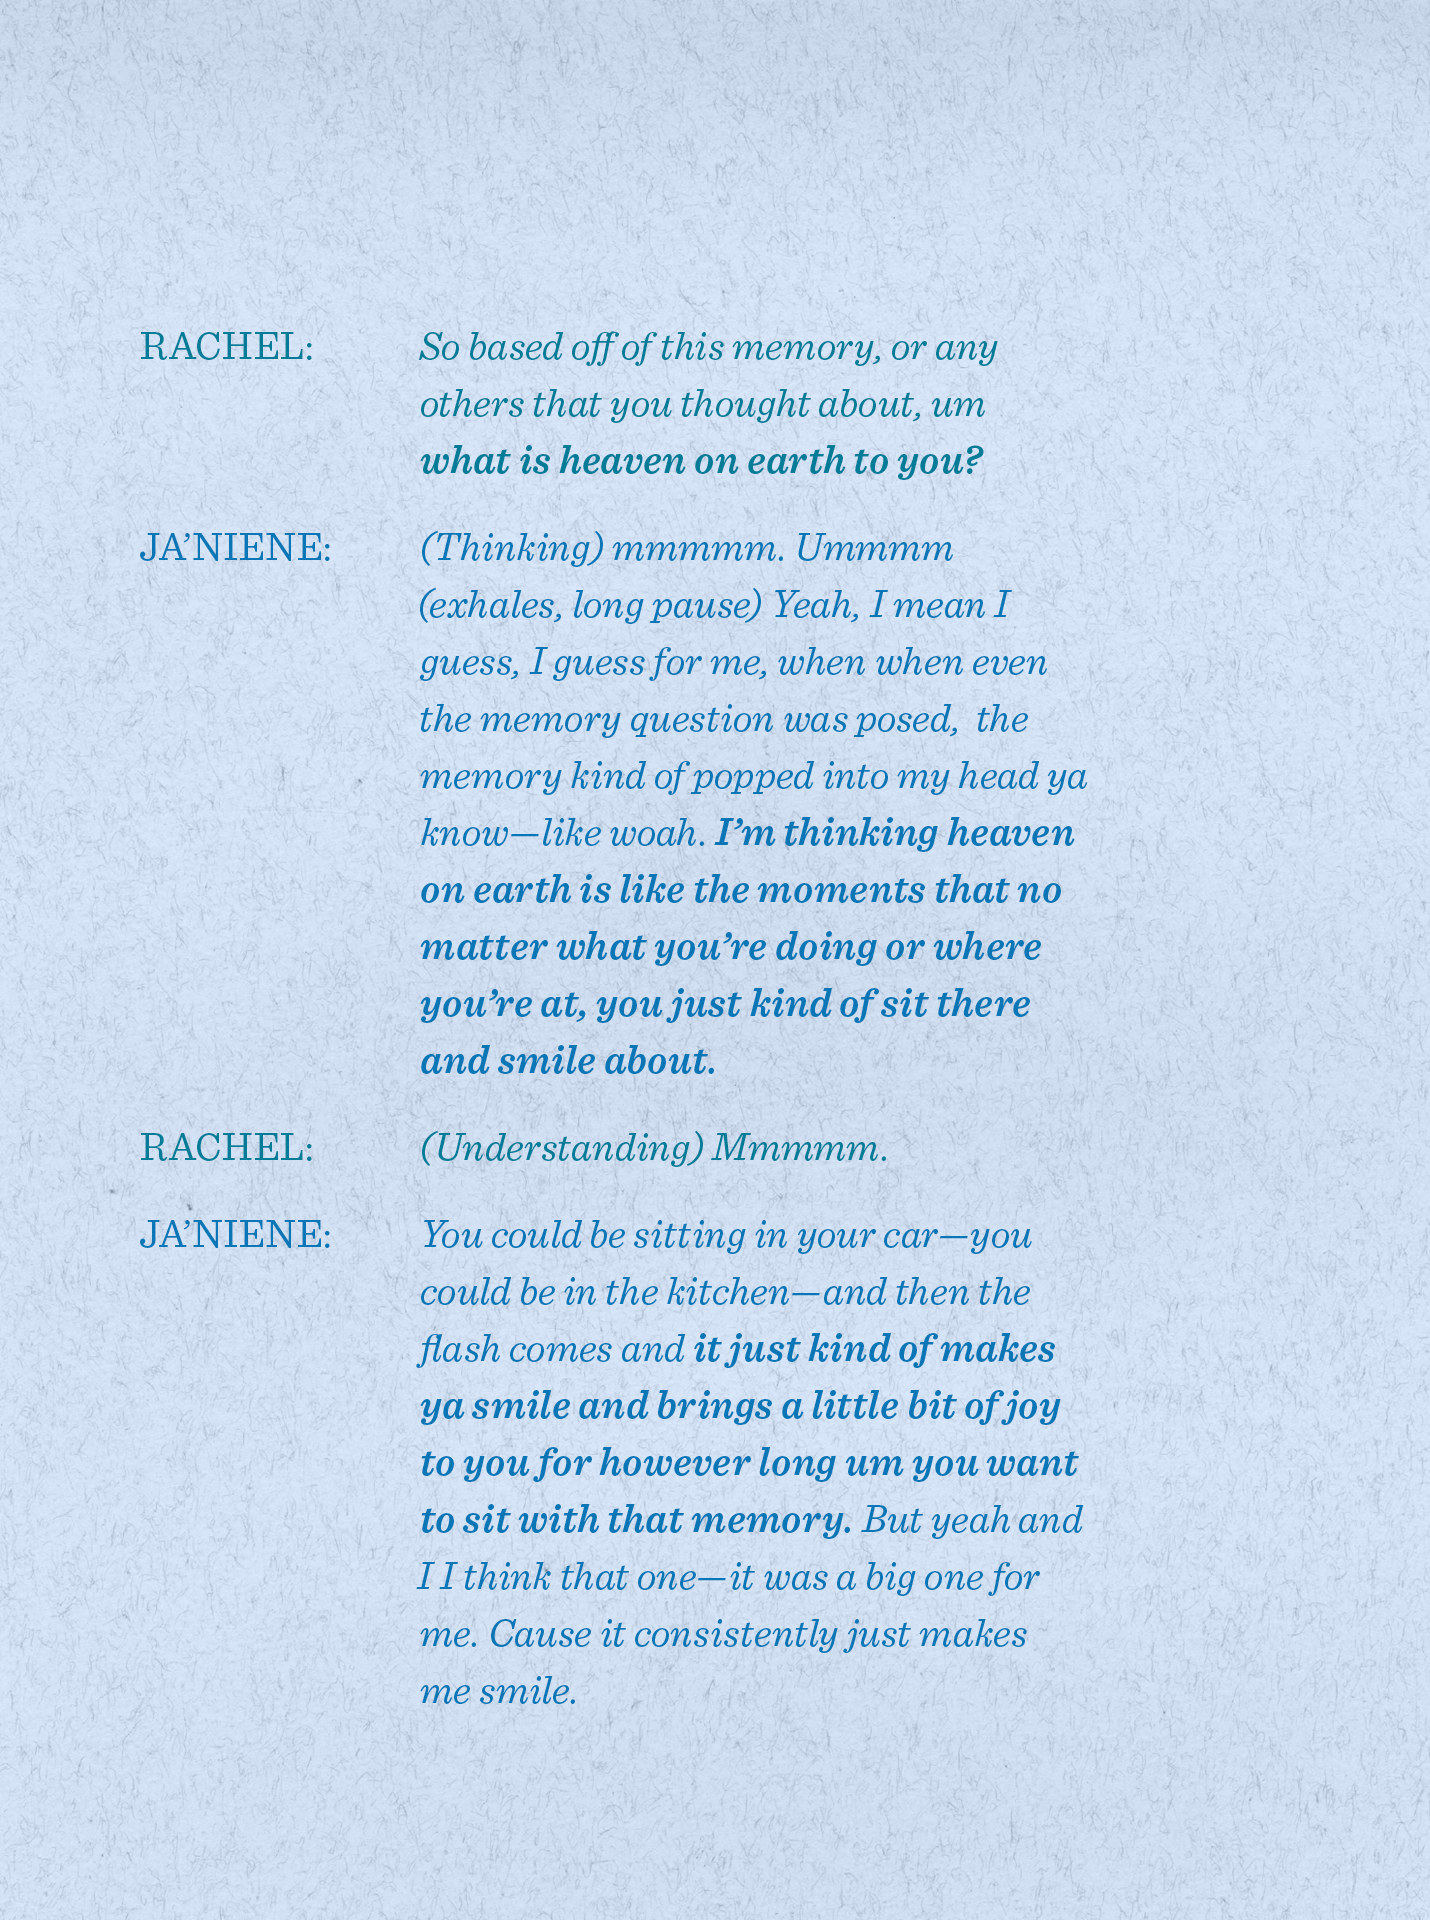 RACHEL: So based off of this memory, or any
others that you thought about, um
what is heaven on earth to you?
JA’NIENE: (Thinking) mmmmm. Ummmm
(exhales, long pause) Yeah, I mean I
guess, I guess for me, when when even
the memory question was posed,  the
memory kind of popped into my head ya
know—like woah. I’m thinking heaven
on earth is like the moments that no
matter what you’re doing or where
you’re at, you just kind of sit there
and smile about.
RACHEL: (Understanding) Mmmmm.
JA’NIENE: You could be sitting in your car—you
could be in the kitchen—and then the
flash comes and it just kind of makes
ya smile and brings a little bit of joy
to you for however long um you want
to sit with that memory. But yeah and
I I think that one—it was a big one for
me. Cause it consistently just makes
me smile.